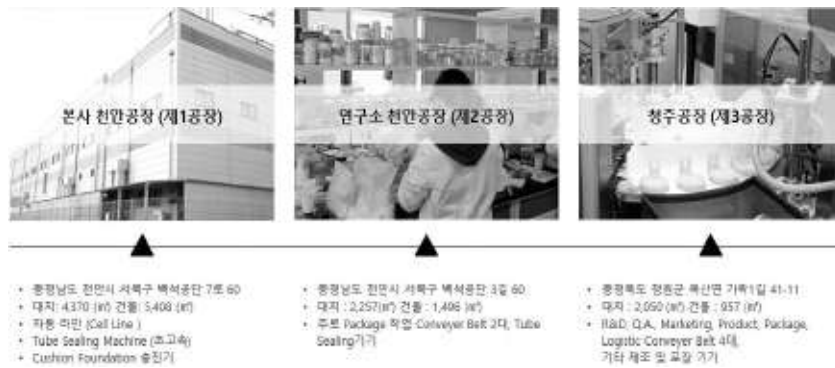 본사 천안공장 (제1공장)
연구소 천안공장 (제2공장)
청주공장 (제3공장)
• 충청남도 천안시 서북구 백석공단 7로 60
• 대지: 4,370 (㎡) 건물: 5,408 (㎡)
• 자동 라인 (Cell Line )
• Tube Sealing Machine (초고속)
• Cushion Foundation 충진기
• 충청남도 천안시 서북구 백석공단 3길 60
• 대지 : 2,257(㎡) 건물 : 1,496 (㎡)
• 주로 Package 작업 Conveyer Belt 2대, Tube
Sealing기기
• 충청북도 청원군 옥산면 가락1길 41-11
• 대지 : 2,050 (㎡) 건물 : 957 (㎡)
• R&D, Q.A., Marketing, Product, Package,
Logistic Conveyer Belt 4대,
기타 제조 및 포장 기기